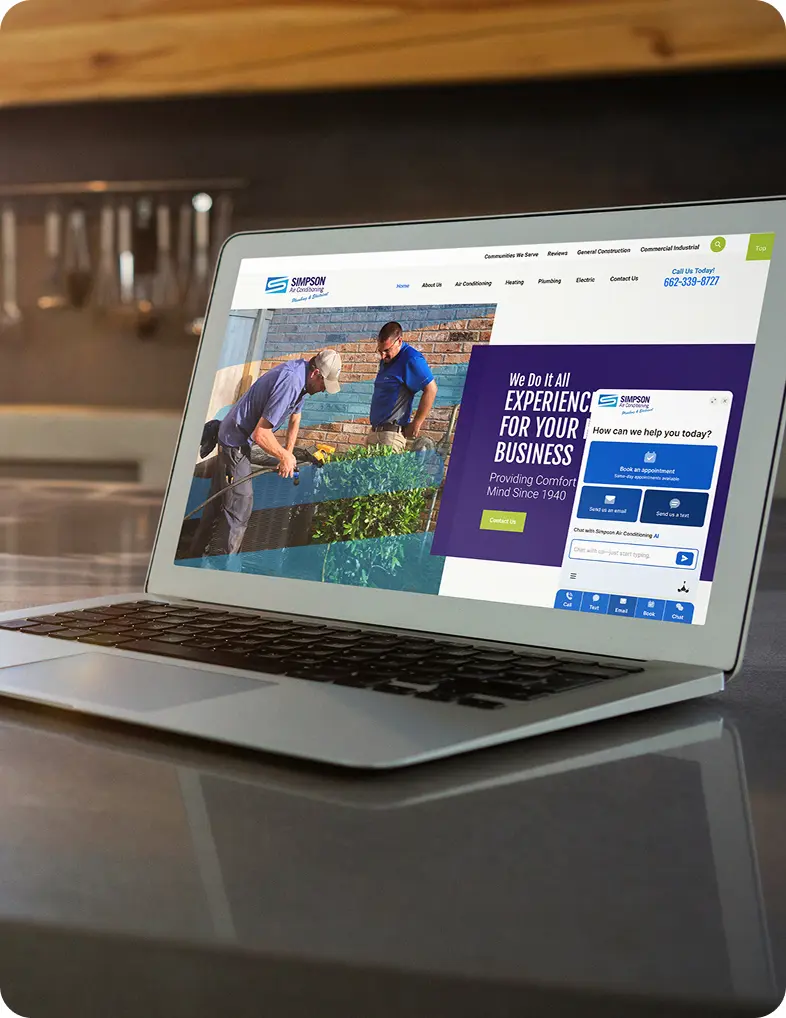 Communities We Serve Reviews General Construction Commercial Industrial Top
SIMPSON
Air Conditioning
Plumbing & Electrical
Home About Us Air Conditioning Heating Plumbing Electric Contact Us
Call Us Today!
662-339-8727
We Do It All
EXPERIENC
FOR YOUR
BUSINESS
Providing Comfort
Mind Since 1940
Contact Us
SIMPSON
Air Conditioning
Plumbing & Electrical
How can we help you today?
Book an appointment
Same-day appointments available
Send us an email
Send us a text
Chat with Simpson Air Conditioning AI
Chat with us—just start typing.
Call Text Email Book Chat